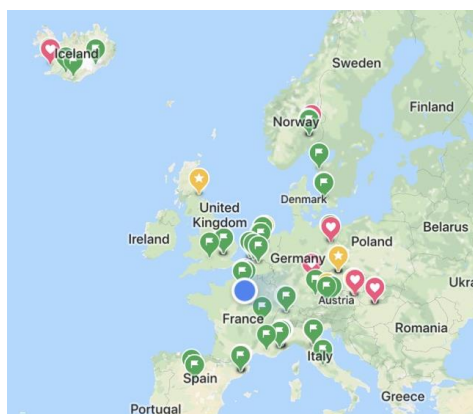 Iceland
Sweden
Finland
Norway
Denmark
United
Kingdom
Ireland
Belarus
Poland
Germany
Ukra
Austria
France
Romania
Italy
Spain
Greece
Portugal